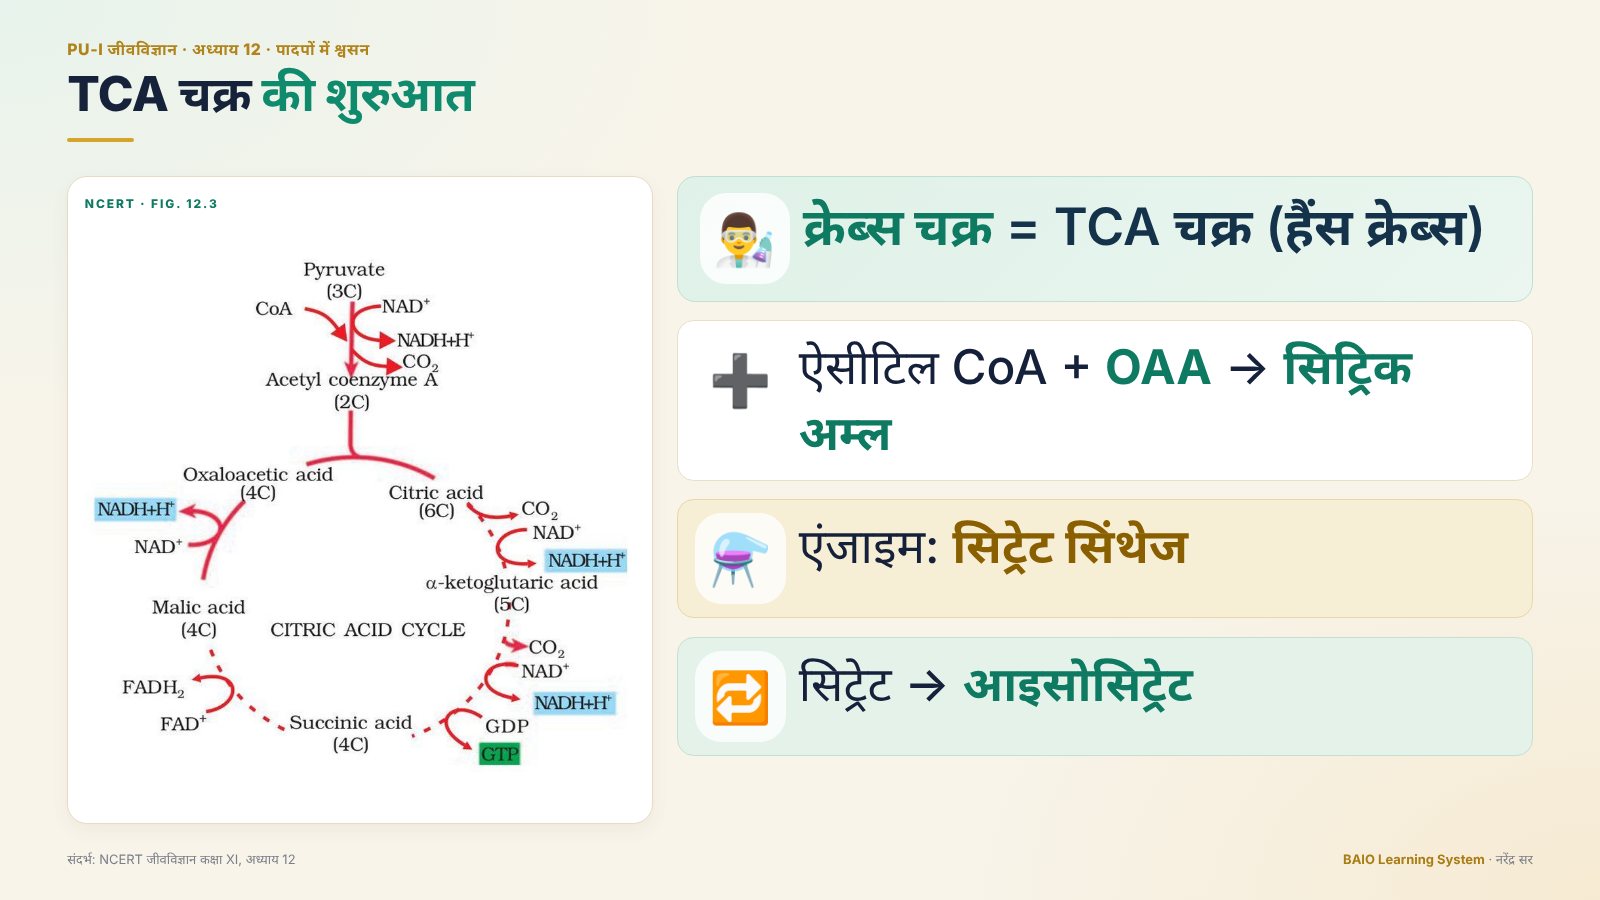 PU-I जीवविज्ञान · अध्याय 12 · पादपों में श्वसन
TCA चक्र की शुरुआत
NCERT · FIG. 12.3
Pyruvate
(3C)
CoA
NAD⁺
NADH+H⁺
CO₂
Acetyl coenzyme A
(2C)
Oxaloacetic acid
(4C)
Citric acid
(6C)
NADH+H⁺
NAD⁺
CO₂
NAD⁺
NADH+H⁺
α-ketoglutaric acid
(5C)
Malic acid
(4C)
CITRIC ACID CYCLE
CO₂
NAD⁺
NADH+H⁺
FADH₂
FAD⁺
Succinic acid
(4C)
GDP
GTP
क्रेब्स चक्र = TCA चक्र (हैंस क्रेब्स)
ऐसीटिल CoA + OAA → सिट्रिक
अम्ल
एंजाइम: सिट्रेट सिंथेज
सिट्रेट → आइसोसिट्रेट
संदर्भ: NCERT जीवविज्ञान कक्षा XI, अध्याय 12
BAIO Learning System · नरेंद्र सर